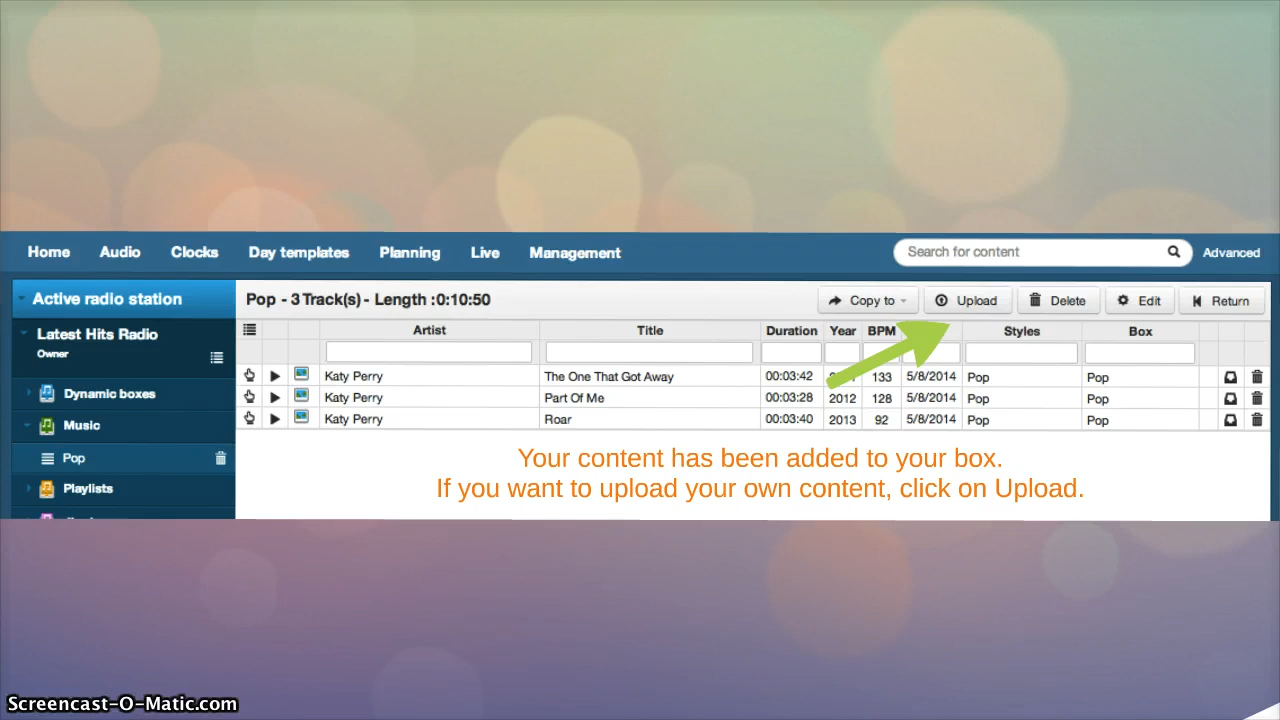 Home Audio Clocks Day templates Planning Live Management Search for content Advanced
Active radio station
Pop - 3 Track(s) - Length :0:10:50
Copy to Upload Delete Edit Return
Latest Hits Radio
Owner
Artist Title Duration Year BPM Styles Box
Katy Perry The One That Got Away 00:03:42 133 5/8/2014 Pop Pop
Katy Perry Part Of Me 00:03:28 2012 128 5/8/2014 Pop Pop
Katy Perry Roar 00:03:40 2013 92 5/8/2014 Pop Pop
Dynamic boxes
Music
Pop
Playlists
Your content has been added to your box.
If you want to upload your own content, click on Upload.
Screencast-O-Matic.com